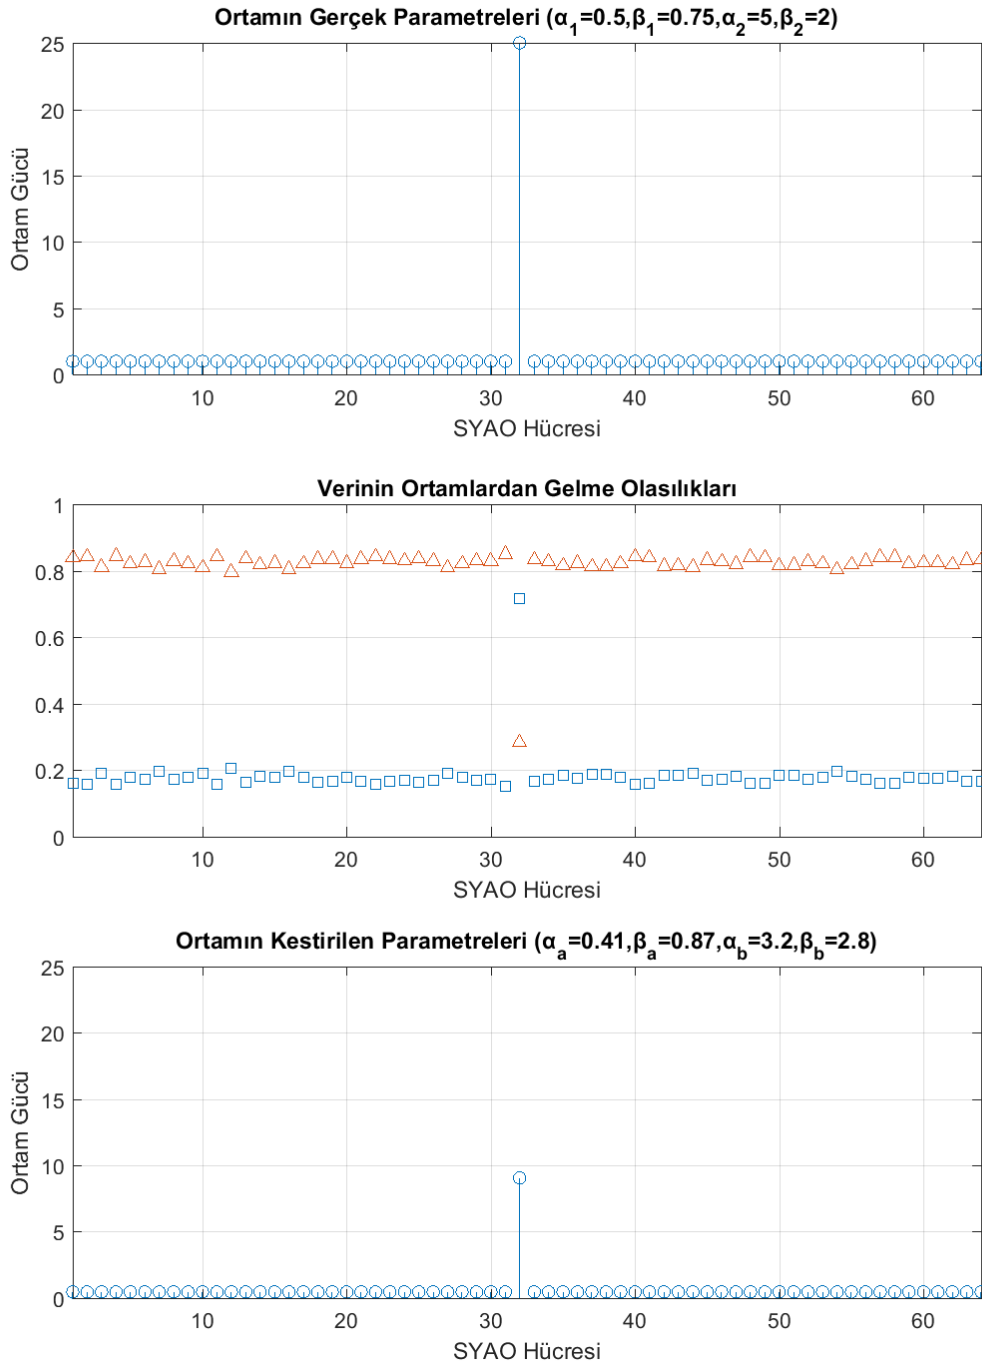 Ortamın Gerçek Parametreleri (α₁=0.5,β₁=0.75,α₂=5,β₂=2)
25
20
15
10
5
0
Ortam Gücü
10 20 30 40 50 60
SYAO Hücresi
Verinin Ortamlardan Gelme Olasılıkları
1
0.8
0.6
0.4
0.2
0
10 20 30 40 50 60
SYAO Hücresi
Ortamın Kestirilen Parametreleri (αₐ=0.41,βₐ=0.87,α_b=3.2,β_b=2.8)
25
20
15
10
5
0
Ortam Gücü
10 20 30 40 50 60
SYAO Hücresi